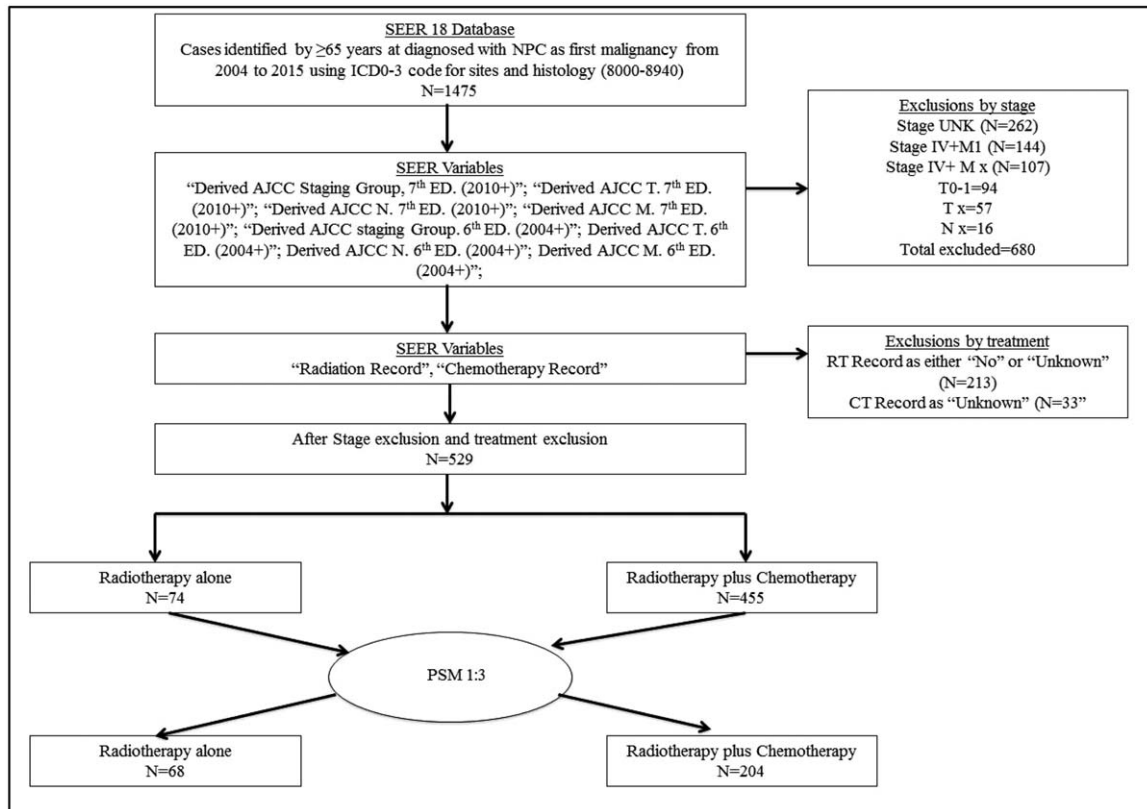 SEER 18 Database
Cases identified by ≥65 years at diagnosed with NPC as first malignancy from
2004 to 2015 using ICD0-3 code for sites and histology (8000-8940)
N=1475
Exclusions by stage
Stage UNK (N=262)
Stage IV+M1 (N=144)
Stage IV+ M x (N=107)
T0-1=94
T x=57
N x=16
Total excluded=680
SEER Variables
“Derived AJCC Staging Group, 7th ED. (2010+)”; “Derived AJCC T. 7th ED.
(2010+)”; “Derived AJCC N. 7th ED. (2010+)”; “Derived AJCC M. 7th ED.
(2010+)”; “Derived AJCC staging Group. 6th ED. (2004+)”; Derived AJCC T. 6th
ED. (2004+)”; Derived AJCC N. 6th ED. (2004+)”; Derived AJCC M. 6th ED.
(2004+)”;
SEER Variables
“Radiation Record”, “Chemotherapy Record”
Exclusions by treatment
RT Record as either “No” or “Unknown”
(N=213)
CT Record as “Unknown” (N=33”
After Stage exclusion and treatment exclusion
N=529
Radiotherapy alone
N=74
Radiotherapy plus Chemotherapy
N=455
PSM 1:3
Radiotherapy alone
N=68
Radiotherapy plus Chemotherapy
N=204